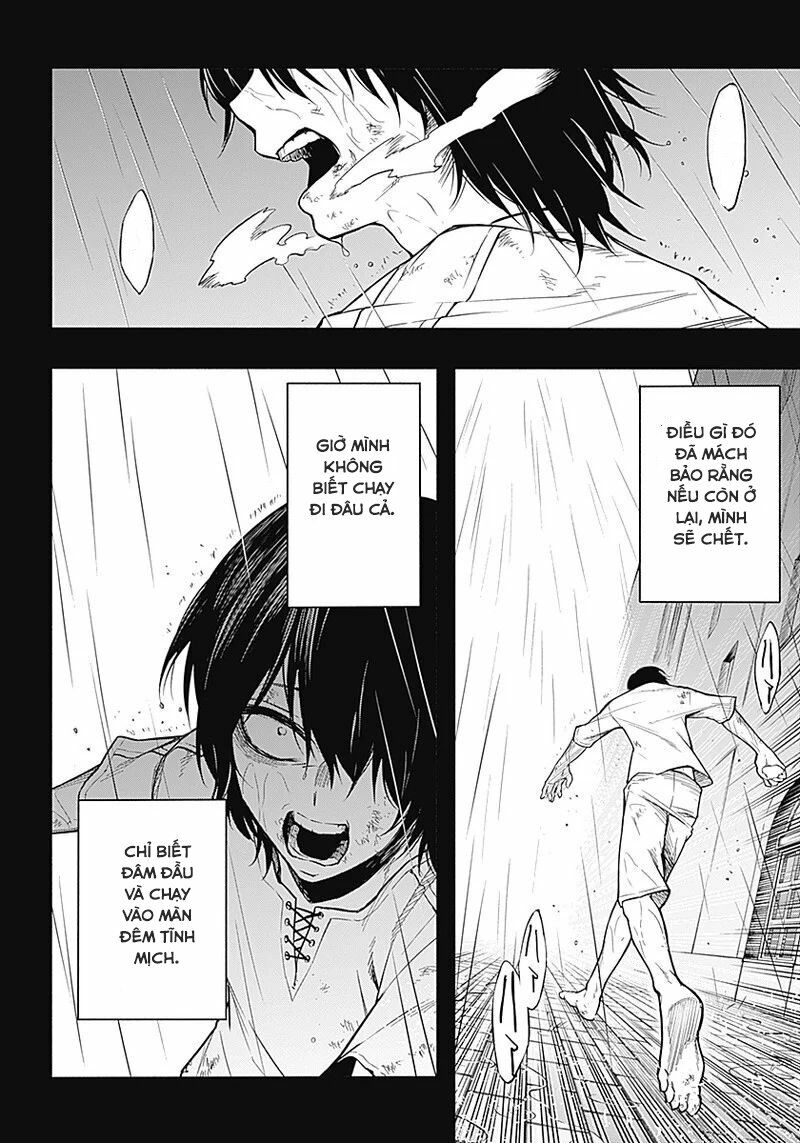 ĐIỀU GÌ ĐÓ
ĐÃ MÁCH
BẢO RẰNG
NẾU CÒN Ở
LẠI, MÌNH
SẼ CHẾT.
GIỜ MÌNH
KHÔNG
BIẾT CHẠY
ĐI ĐÂU CẢ.
CHỈ BIẾT
ĐÂM ĐẦU
VÀ CHẠY
VÀO MÀN
ĐÊM TĨNH
MỊCH.